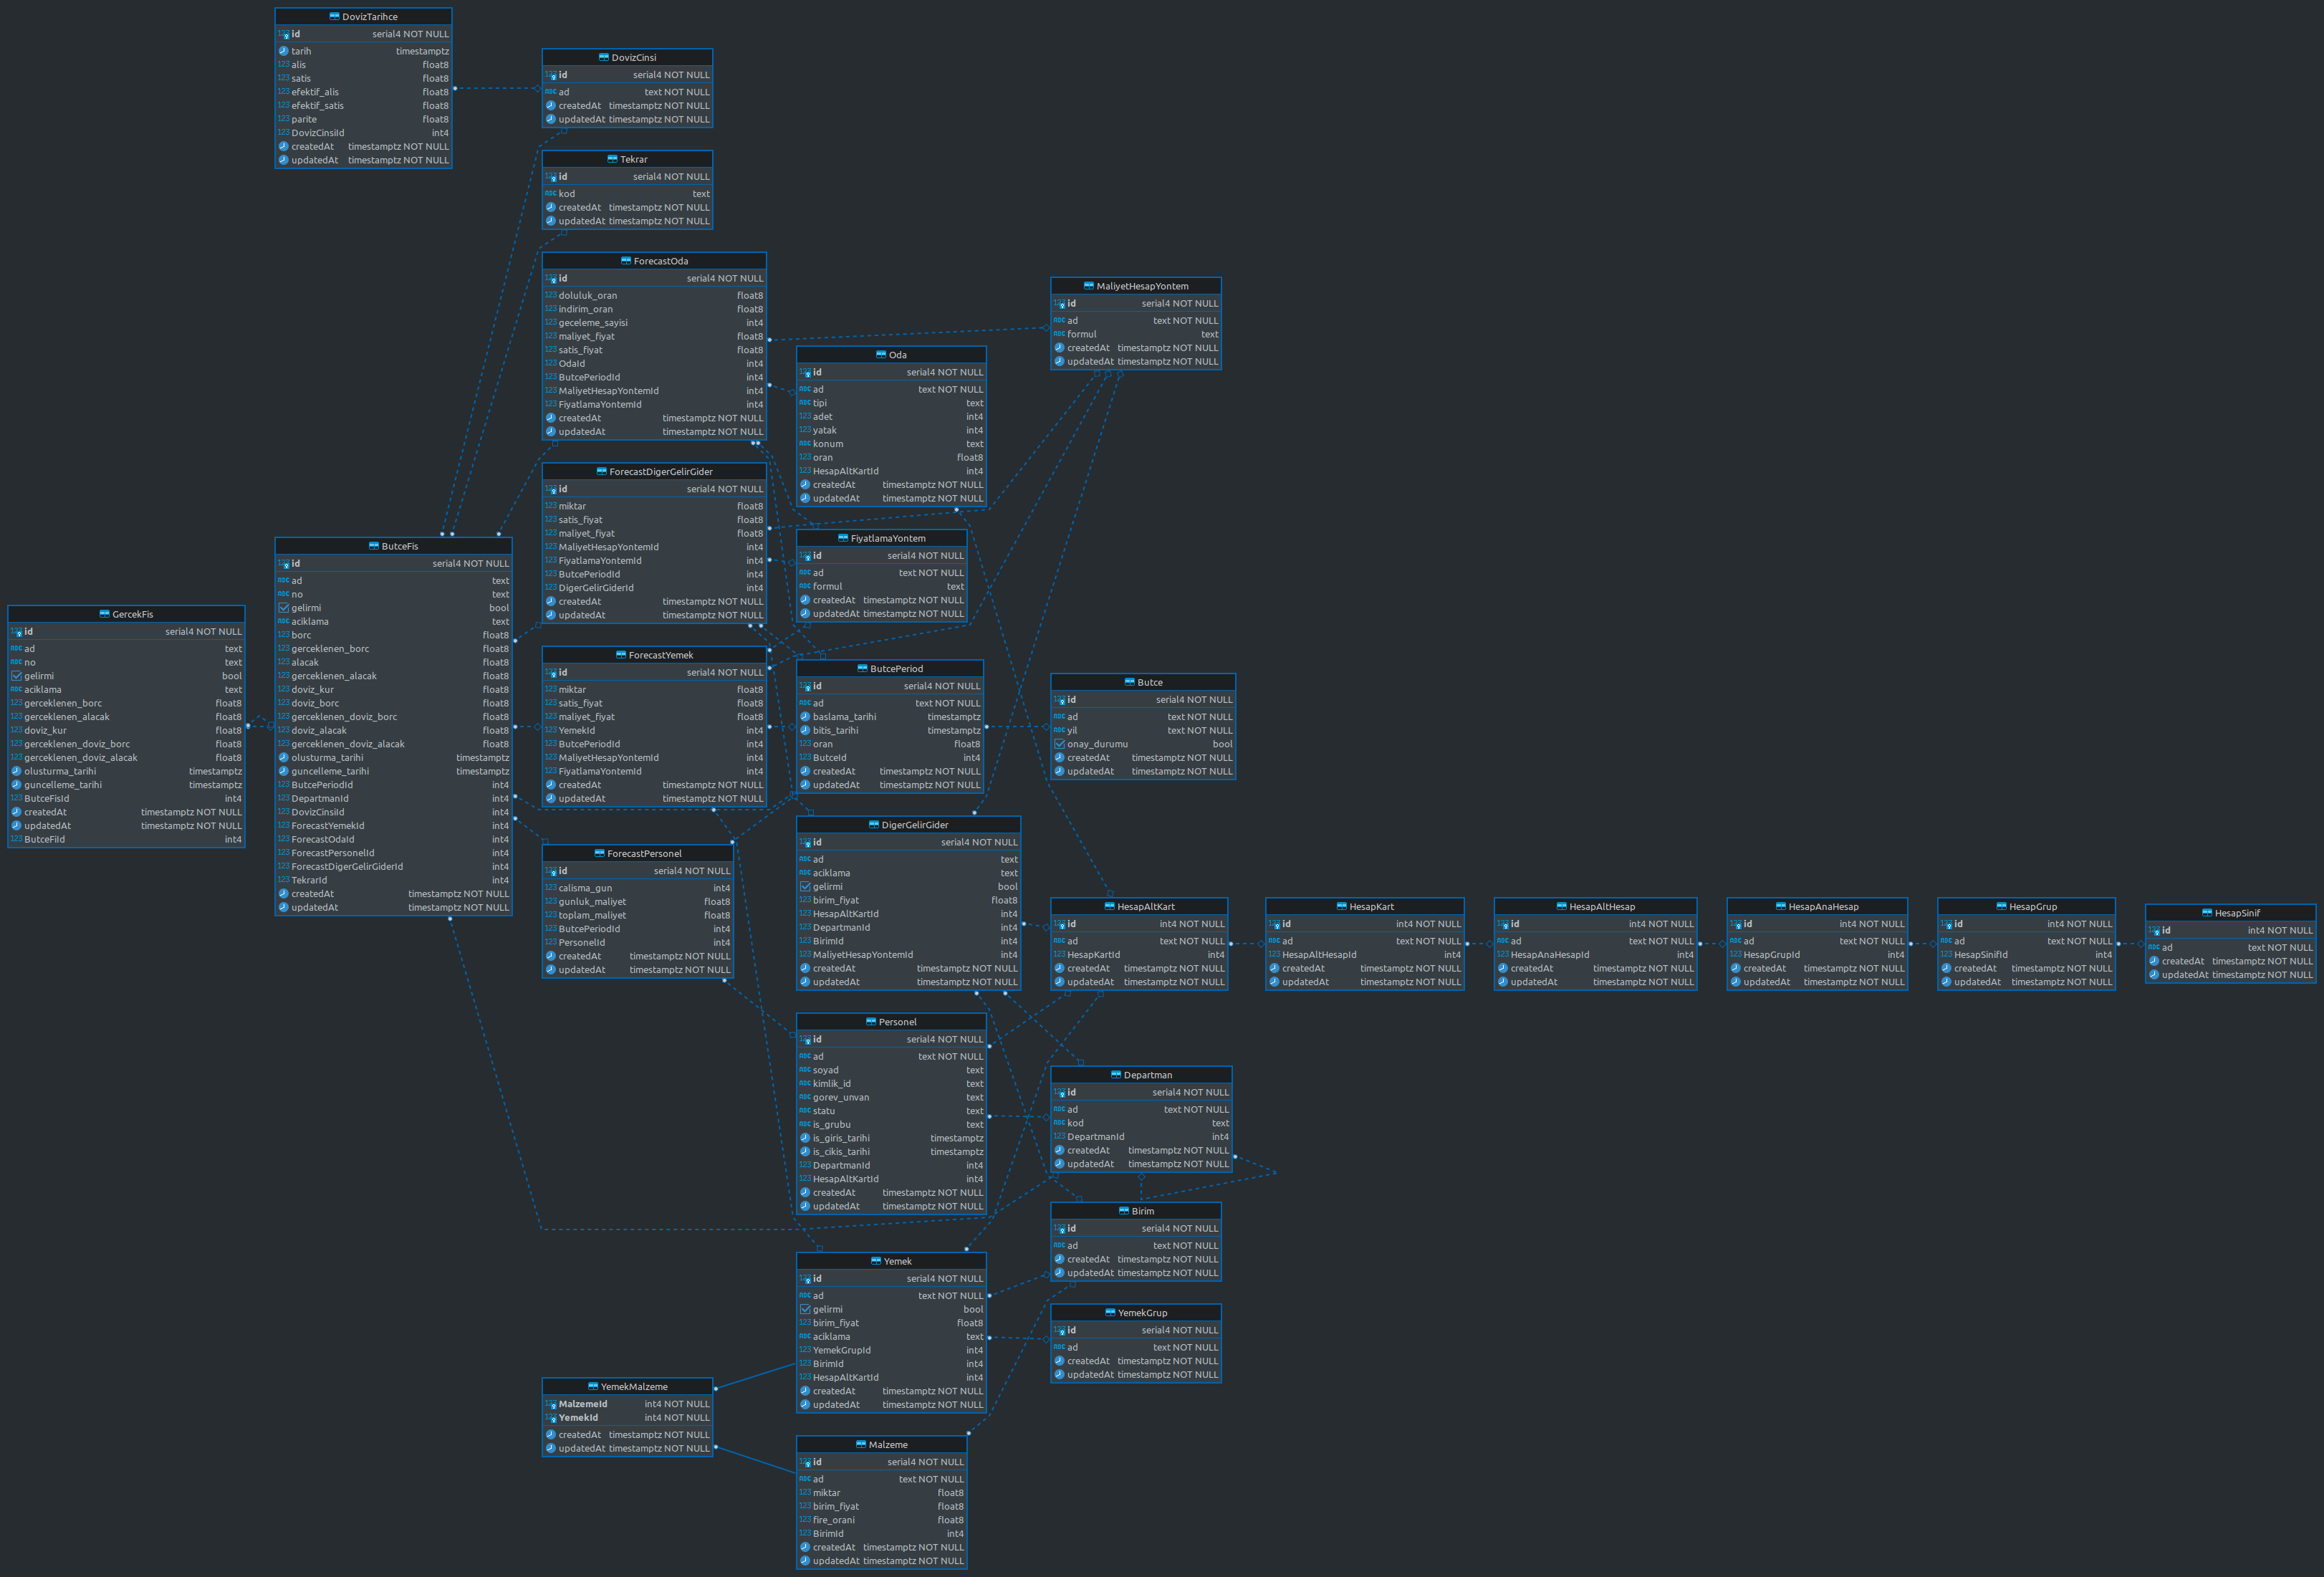 DovizTarihce
id serial4 NOT NULL
tarih timestamptz
alis float8
satis float8
efektif_alis float8
efektif_satis float8
parite float8
DovizCinsiId int4
createdAt timestamptz NOT NULL
updatedAt timestamptz NOT NULL
DovizCinsi
id serial4 NOT NULL
ad text NOT NULL
createdAt timestamptz NOT NULL
updatedAt timestamptz NOT NULL
Tekrar
id serial4 NOT NULL
kod text
createdAt timestamptz NOT NULL
updatedAt timestamptz NOT NULL
ForecastOda
id serial4 NOT NULL
doluluk_oran float8
indirim_oran float8
geceleme_sayisi int4
maliyet_fiyat float8
satis_fiyat float8
OdaId int4
ButcePeriodId int4
MaliyetHesapYontemId int4
FiyatlamaYontemId int4
createdAt timestamptz NOT NULL
updatedAt timestamptz NOT NULL
MaliyetHesapYontem
id serial4 NOT NULL
ad text NOT NULL
formul text
createdAt timestamptz NOT NULL
updatedAt timestamptz NOT NULL
Oda
id serial4 NOT NULL
ad text NOT NULL
tipi text
adet int4
yatak int4
konum text
oran float8
HesapAltKartId int4
createdAt timestamptz NOT NULL
updatedAt timestamptz NOT NULL
ForecastDigerGelirGider
id serial4 NOT NULL
miktar float8
satis_fiyat float8
maliyet_fiyat float8
MaliyetHesapYontemId int4
FiyatlamaYontemId int4
ButcePeriodId int4
DigerGelirGiderId int4
createdAt timestamptz NOT NULL
updatedAt timestamptz NOT NULL
FiyatlamaYontem
id serial4 NOT NULL
ad text NOT NULL
formul text
createdAt timestamptz NOT NULL
updatedAt timestamptz NOT NULL
ButceFis
id serial4 NOT NULL
ad text
no text
gelirmi bool
aciklama text
borc float8
gerceklenen_borc float8
alacak float8
gerceklenen_alacak float8
doviz_kur float8
doviz_borc float8
gerceklenen_doviz_borc float8
doviz_alacak float8
gerceklenen_doviz_alacak float8
olusturma_tarihi timestamptz
guncelleme_tarihi timestamptz
ButcePeriodId int4
DepartmanId int4
DovizCinsiId int4
ForecastYemekId int4
ForecastOdaId int4
ForecastPersonelId int4
ForecastDigerGelirGiderId int4
TekrarId int4
createdAt timestamptz NOT NULL
updatedAt timestamptz NOT NULL
GercekFis
id serial4 NOT NULL
ad text
no text
gelirmi bool
aciklama text
gerceklenen_borc float8
gerceklenen_alacak float8
doviz_kur float8
gerceklenen_doviz_borc float8
gerceklenen_doviz_alacak float8
olusturma_tarihi timestamptz
guncelleme_tarihi timestamptz
ButceFisId int4
createdAt timestamptz NOT NULL
updatedAt timestamptz NOT NULL
ButceFiId int4
ForecastYemek
id serial4 NOT NULL
miktar float8
satis_fiyat float8
maliyet_fiyat float8
YemekId int4
ButcePeriodId int4
MaliyetHesapYontemId int4
FiyatlamaYontemId int4
createdAt timestamptz NOT NULL
updatedAt timestamptz NOT NULL
ButcePeriod
id serial4 NOT NULL
ad text NOT NULL
baslama_tarihi timestamptz
bitis_tarihi timestamptz
oran float8
ButceId int4
createdAt timestamptz NOT NULL
updatedAt timestamptz NOT NULL
Butce
id serial4 NOT NULL
ad text NOT NULL
yil text NOT NULL
onay_durumu bool
createdAt timestamptz NOT NULL
updatedAt timestamptz NOT NULL
DigerGelirGider
id serial4 NOT NULL
ad text
aciklama text
gelirmi bool
birim_fiyat float8
HesapAltKartId int4
DepartmanId int4
BirimId int4
MaliyetHesapYontemId int4
createdAt timestamptz NOT NULL
updatedAt timestamptz NOT NULL
ForecastPersonel
id serial4 NOT NULL
calisma_gun int4
gunluk_maliyet float8
toplam_maliyet float8
ButcePeriodId int4
PersonelId int4
createdAt timestamptz NOT NULL
updatedAt timestamptz NOT NULL
HesapAltKart
id int4 NOT NULL
ad text NOT NULL
HesapKartId int4
createdAt timestamptz NOT NULL
updatedAt timestamptz NOT NULL
HesapKart
id int4 NOT NULL
ad text NOT NULL
HesapAltHesapId int4
createdAt timestamptz NOT NULL
updatedAt timestamptz NOT NULL
HesapAltHesap
id int4 NOT NULL
ad text NOT NULL
HesapAnaHesapId int4
createdAt timestamptz NOT NULL
updatedAt timestamptz NOT NULL
HesapAnaHesap
id int4 NOT NULL
ad text NOT NULL
HesapGrupId int4
createdAt timestamptz NOT NULL
updatedAt timestamptz NOT NULL
HesapGrup
id int4 NOT NULL
ad text NOT NULL
HesapSinifId int4
createdAt timestamptz NOT NULL
updatedAt timestamptz NOT NULL
HesapSinif
id int4 NOT NULL
ad text NOT NULL
createdAt timestamptz NOT NULL
updatedAt timestamptz NOT NULL
Personel
id serial4 NOT NULL
ad text NOT NULL
soyad text
kimlik_id text
gorev_unvan text
statu text
is_grubu text
is_giris_tarihi timestamptz
is_cikis_tarihi timestamptz
DepartmanId int4
HesapAltKartId int4
createdAt timestamptz NOT NULL
updatedAt timestamptz NOT NULL
Departman
id serial4 NOT NULL
ad text NOT NULL
kod text
DepartmanId int4
createdAt timestamptz NOT NULL
updatedAt timestamptz NOT NULL
Birim
id serial4 NOT NULL
ad text NOT NULL
createdAt timestamptz NOT NULL
updatedAt timestamptz NOT NULL
Yemek
id serial4 NOT NULL
ad text NOT NULL
gelirmi bool
birim_fiyat float8
aciklama text
YemekGrupId int4
BirimId int4
HesapAltKartId int4
createdAt timestamptz NOT NULL
updatedAt timestamptz NOT NULL
YemekGrup
id serial4 NOT NULL
ad text NOT NULL
createdAt timestamptz NOT NULL
updatedAt timestamptz NOT NULL
YemekMalzeme
MalzemeId int4 NOT NULL
YemekId int4 NOT NULL
createdAt timestamptz NOT NULL
updatedAt timestamptz NOT NULL
Malzeme
id serial4 NOT NULL
ad text NOT NULL
miktar float8
birim_fiyat float8
fire_orani float8
BirimId int4
createdAt timestamptz NOT NULL
updatedAt timestamptz NOT NULL